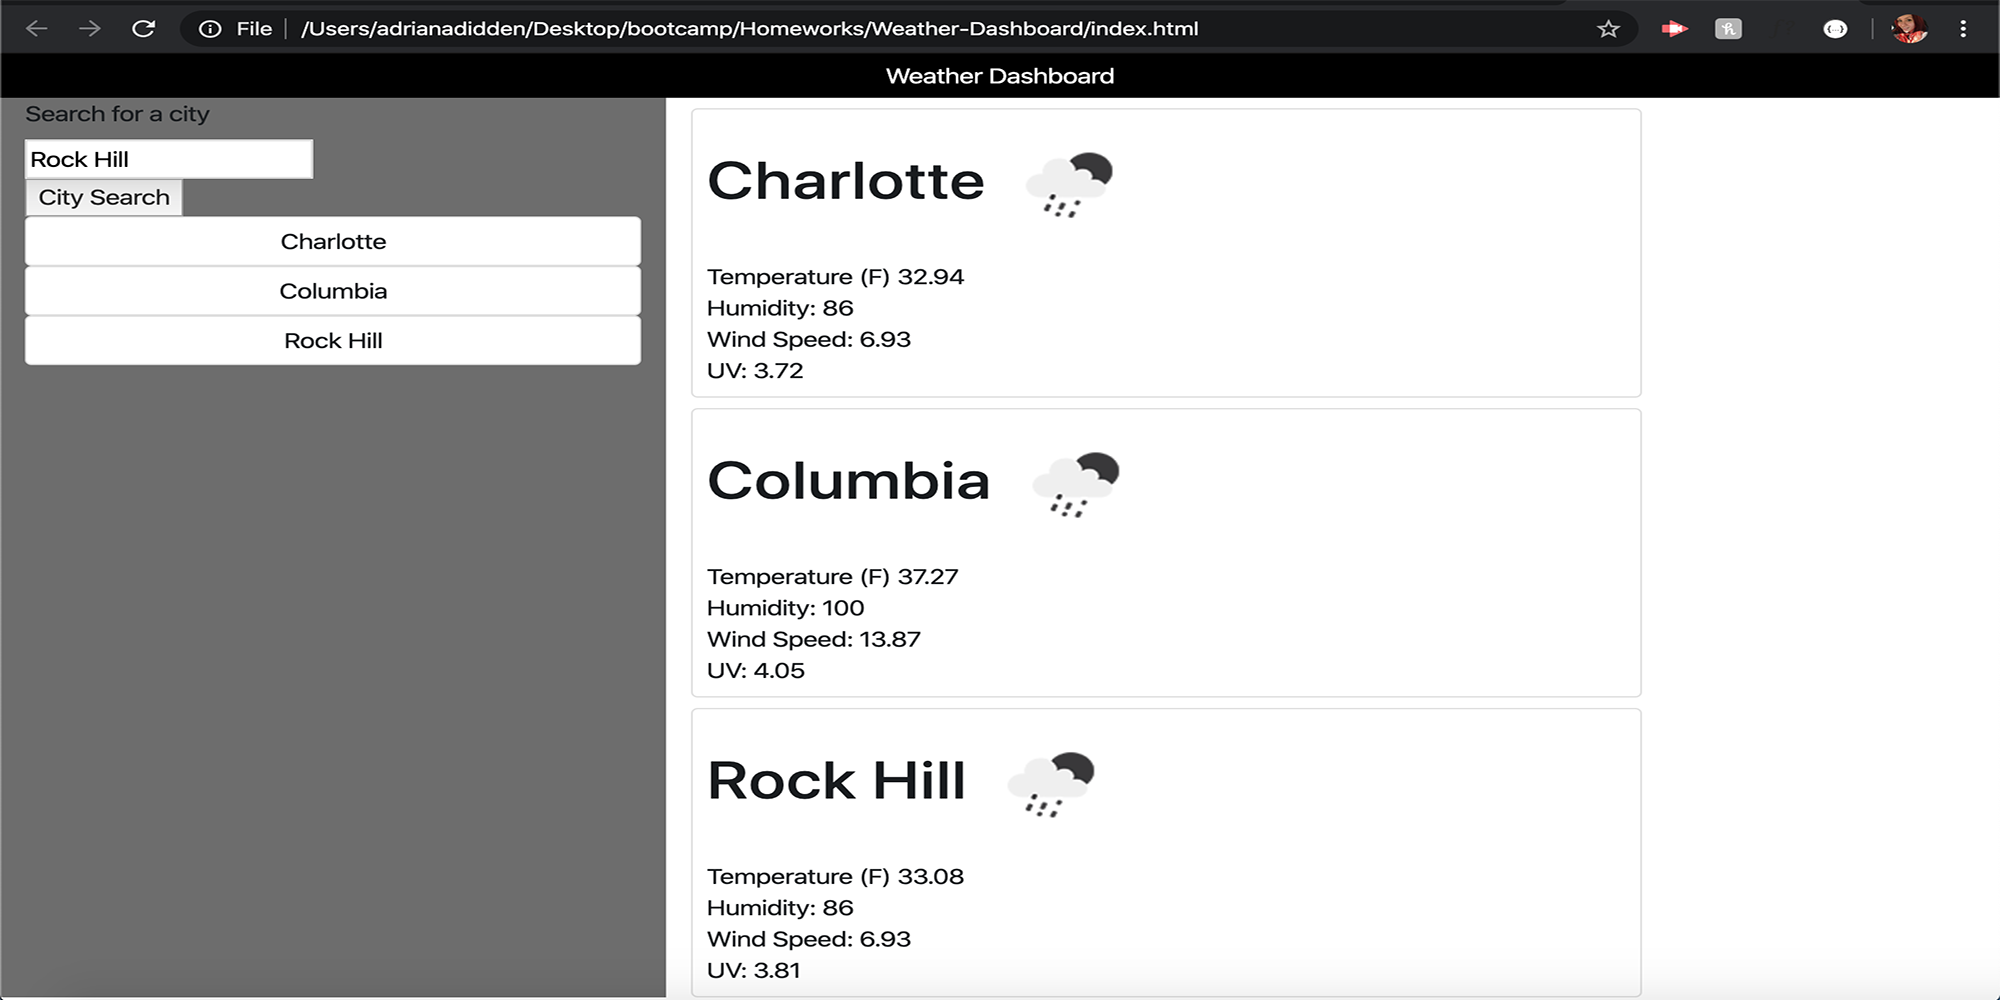 File /Users/adrianadidden/Desktop/bootcamp/Homeworks/Weather-Dashboard/index.html
Weather Dashboard
Search for a city
Rock Hill
City Search
Charlotte
Columbia
Rock Hill
Charlotte
Temperature (F) 32.94
Humidity: 86
Wind Speed: 6.93
UV: 3.72
Columbia
Temperature (F) 37.27
Humidity: 100
Wind Speed: 13.87
UV: 4.05
Rock Hill
Temperature (F) 33.08
Humidity: 86
Wind Speed: 6.93
UV: 3.81